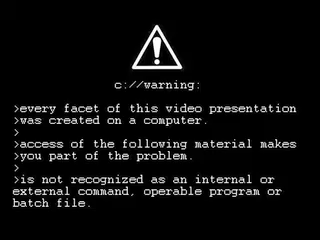 c://warning:
>every facet of this video presentation
>was created on a computer.
>
>access of the following material makes
>you part of the problem.
>
>is not recognized as an internal or
external command, operable program or
batch file.